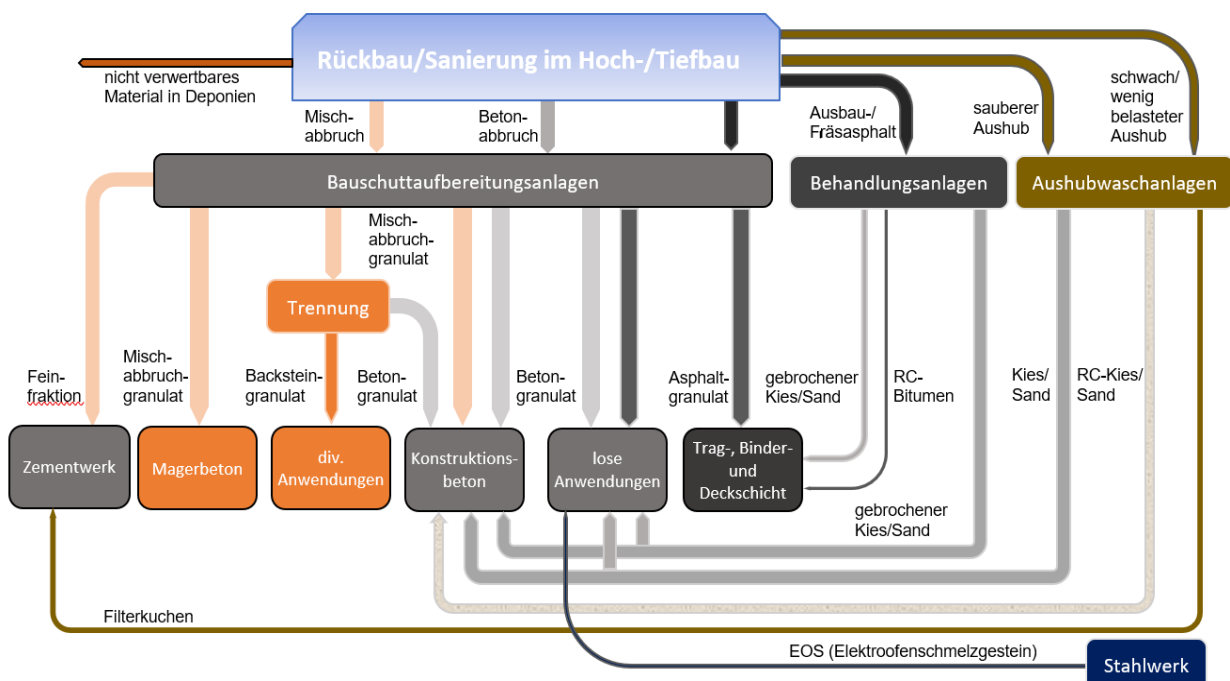 Rückbau/Sanierung im Hoch-/Tiefbau
nicht verwertbares
Material in Deponien
Misch-
abbruch
Beton-
abbruch
Ausbau-/
Fräsasphalt
sauberer
Aushub
schwach/
wenig
belasteter
Aushub
Bauschuttaufbereitungsanlagen
Behandlungsanlagen
Aushubwaschanlagen
Misch-
abbruch-
granulat
Trennung
Fein-
fraktion
Misch-
abbruch-
granulat
Backstein-
granulat
Beton-
granulat
Beton-
granulat
Asphalt-
granulat
gebrochener
Kies/Sand
RC-
Bitumen
Kies/
Sand
RC-Kies/
Sand
Zementwerk
Magerbeton
div.
Anwendungen
Konstruktions-
beton
lose
Anwendungen
Trag-, Binder-
und
Deckschicht
gebrochener
Kies/Sand
Filterkuchen
EOS (Elektroofenschmelzgestein)
Stahlwerk